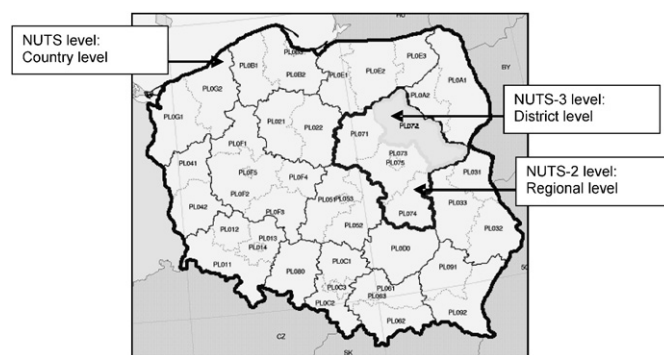 NUTS level:
Country level
NUTS-3 level:
District level
NUTS-2 level:
Regional level
BY
CZ
SK
PL0B1
PL0B2
PL0E1
PL0E2
PL0E3
PL0A1
PL0A2
PL0G2
PL0G1
PL021
PL022
PL071
PL073
PL075
PL074
PL041
PL042
PL0F1
PL0F5
PL0F4
PL0F2
PL052
PL031
PL033
PL032
PL012
PL013
PL014
PL011
PL080
PL0C1
PL0C3
PL0C2
PL061
PL063
PL062
PL0D0
PL091
PL092